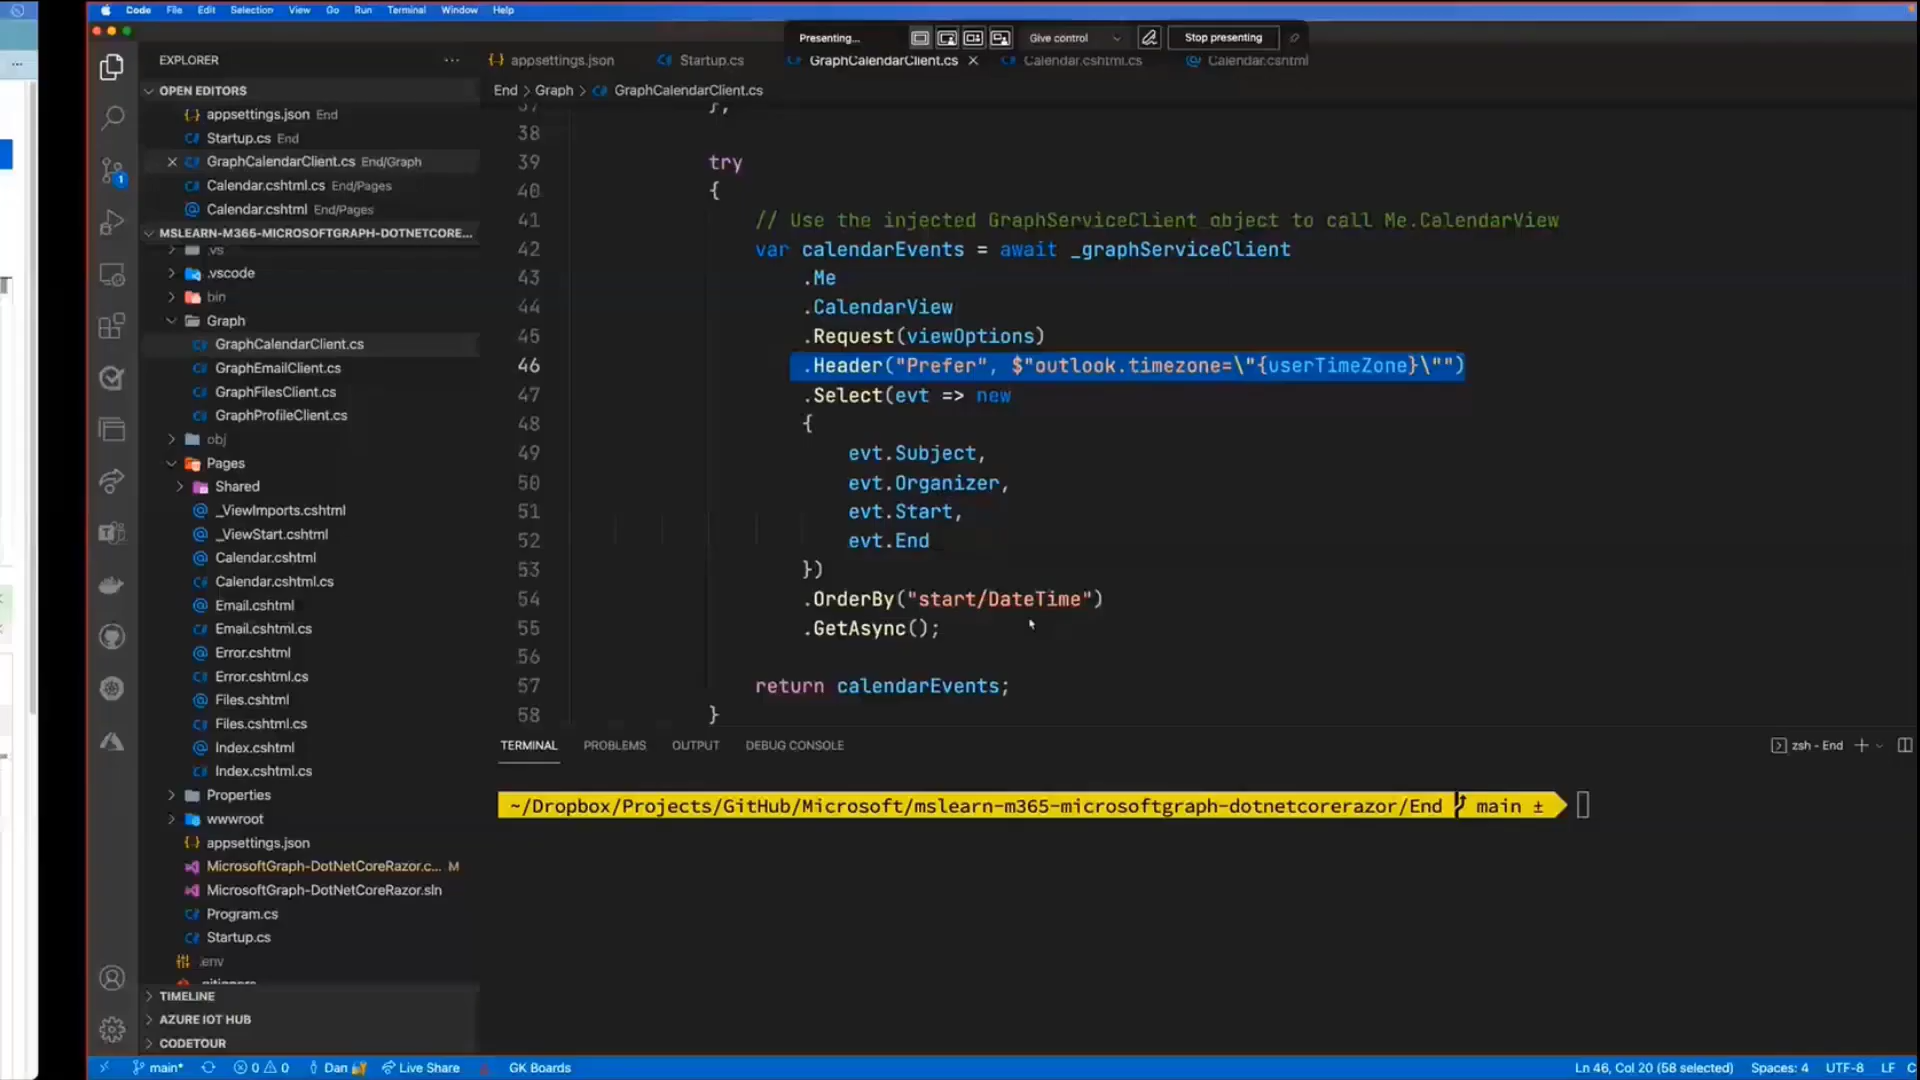 Code File Edit Selection View Go Run Terminal Window Help
Presenting... Give control Stop presenting
EXPLORER
OPEN EDITORS
appsettings.json End
Startup.cs End
GraphCalendarClient.cs End/Graph
Calendar.cshtml.cs End/Pages
Calendar.cshtml End/Pages
MSLEARN-M365-MICROSOFTGRAPH-DOTNETCORE...
.vs
.vscode
bin
Graph
GraphCalendarClient.cs
GraphEmailClient.cs
GraphFilesClient.cs
GraphProfileClient.cs
obj
Pages
Shared
_ViewImports.cshtml
_ViewStart.cshtml
Calendar.cshtml
Calendar.cshtml.cs
Email.cshtml
Email.cshtml.cs
Error.cshtml
Error.cshtml.cs
Files.cshtml
Files.cshtml.cs
Index.cshtml
Index.cshtml.cs
Properties
wwwroot
appsettings.json
MicrosoftGraph-DotNetCoreRazor.c... M
MicrosoftGraph-DotNetCoreRazor.sln
Program.cs
Startup.cs
.env
TIMELINE
AZURE IOT HUB
CODETOUR
appsettings.json Startup.cs GraphCalendarClient.cs Calendar.cshtml.cs Calendar.cshtml
End > Graph > GraphCalendarClient.cs
37 },
38
39 try
40 {
41 // Use the injected GraphServiceClient object to call Me.CalendarView
42 var calendarEvents = await _graphServiceClient
43 .Me
44 .CalendarView
45 .Request(viewOptions)
46 .Header("Prefer", $"outlook.timezone=\"{userTimeZone}\"")
47 .Select(evt => new
48 {
49 evt.Subject,
50 evt.Organizer,
51 evt.Start,
52 evt.End
53 })
54 .OrderBy("start/DateTime")
55 .GetAsync();
56
57 return calendarEvents;
58 }
TERMINAL PROBLEMS OUTPUT DEBUG CONSOLE zsh - End
~/Dropbox/Projects/GitHub/Microsoft/mslearn-m365-microsoftgraph-dotnetcorerazor/End main ±
1
main* 0 0 Dan Live Share GK Boards Ln 46, Col 20 (58 selected) Spaces: 4 UTF-8 LF